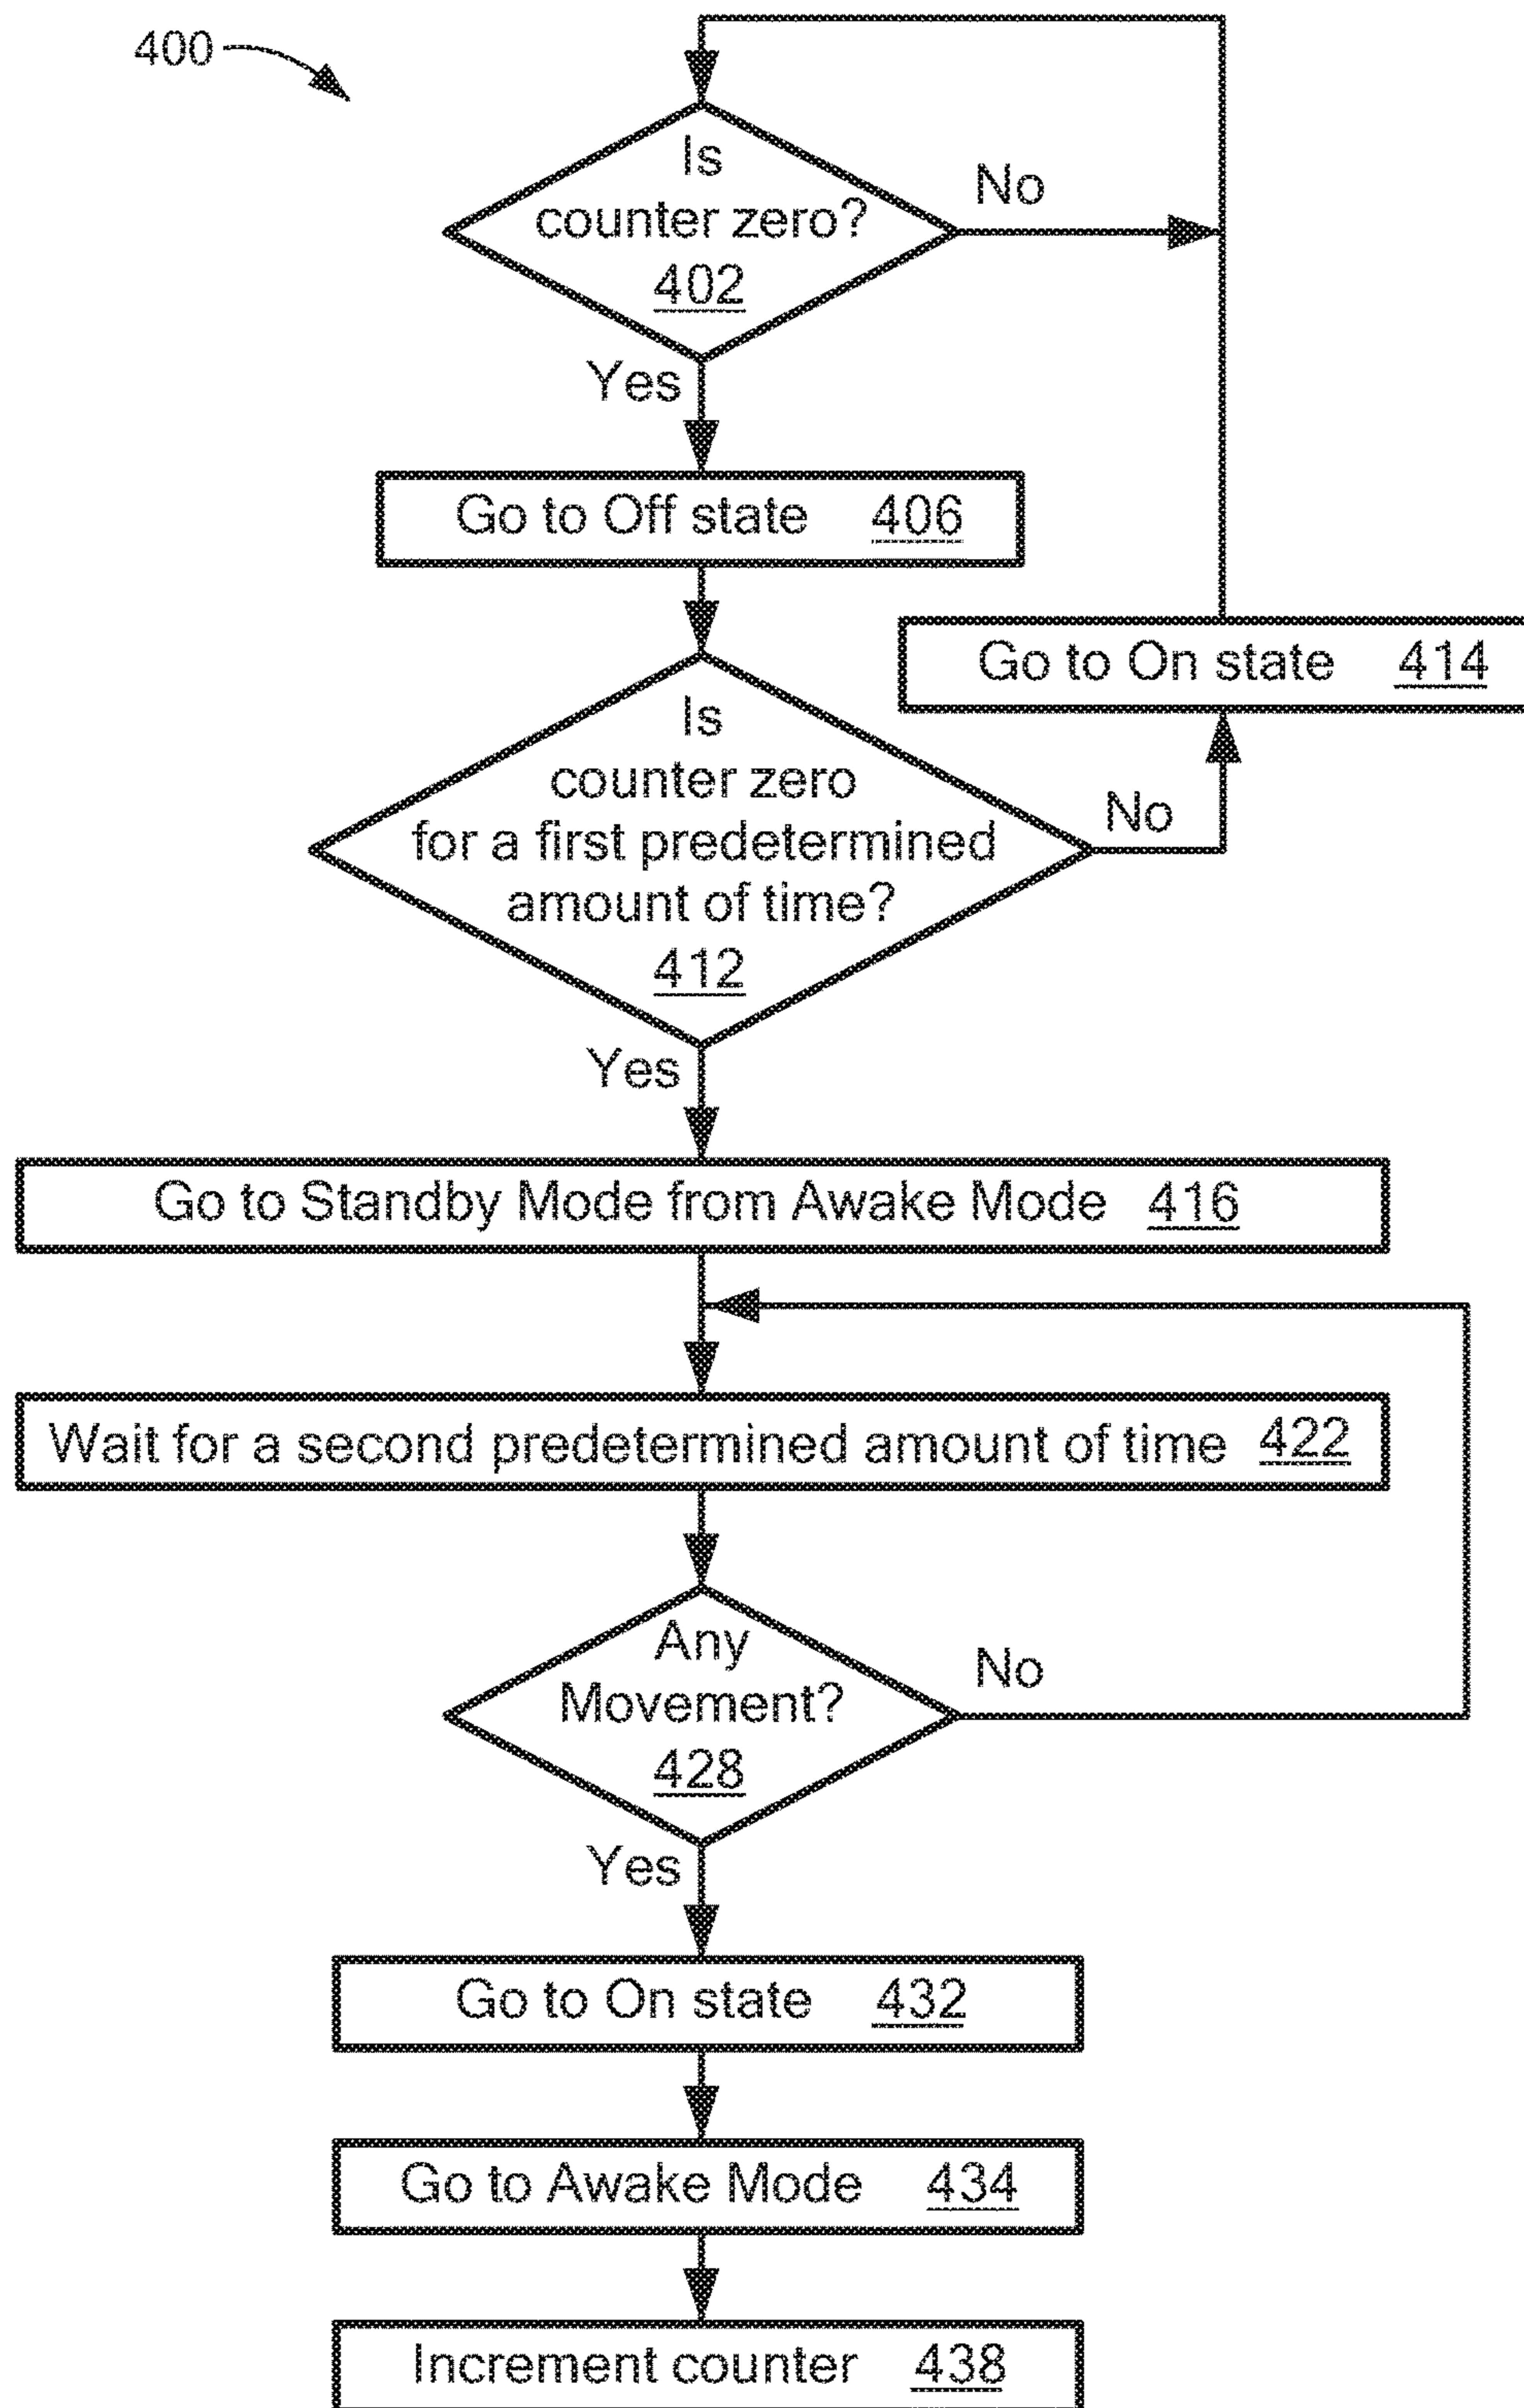 400
Is
counter zero?
402
No
Yes
Go to Off state 406
Go to On state 414
Is
counter zero
for a first predetermined
amount of time?
412
No
Yes
Go to Standby Mode from Awake Mode 416
Wait for a second predetermined amount of time 422
Any
Movement?
428
No
Yes
Go to On state 432
Go to Awake Mode 434
Increment counter 438